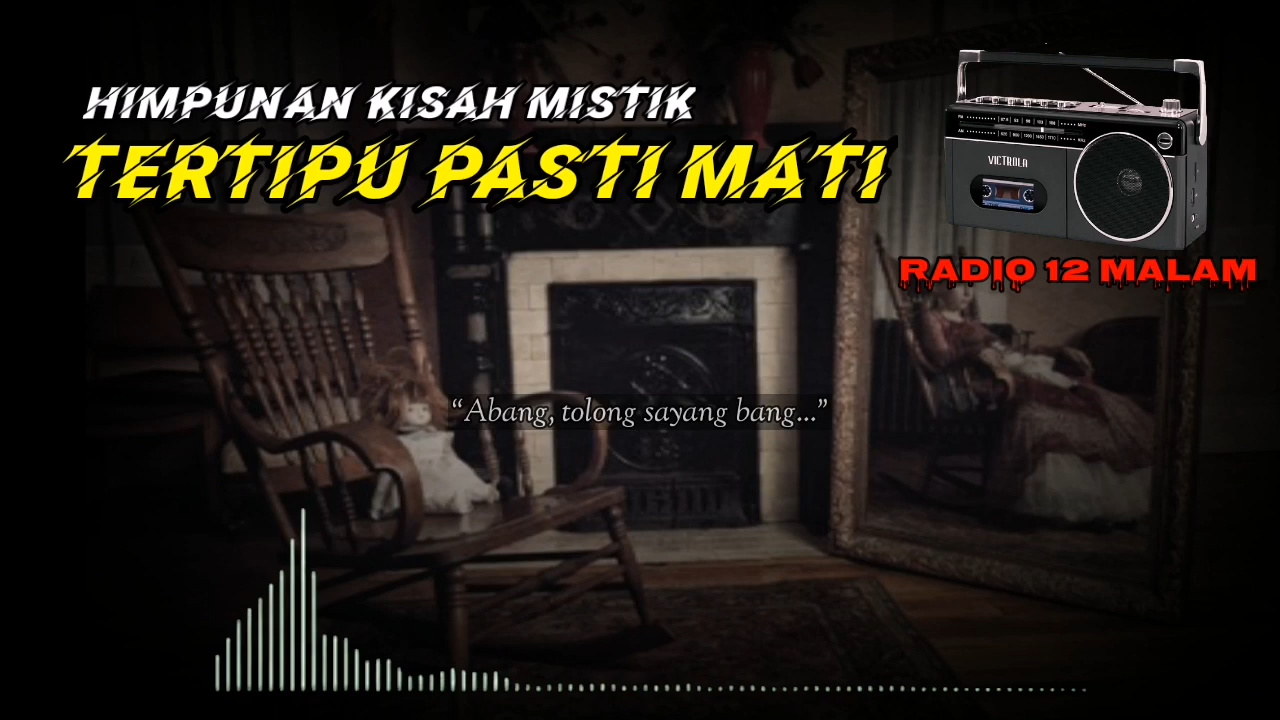 HIMPUNAN KISAH MISTIK
TERTIPU PASTI MATI
VICTROLA
RADIO 12 MALAM
“Abang, tolong sayang bang...”